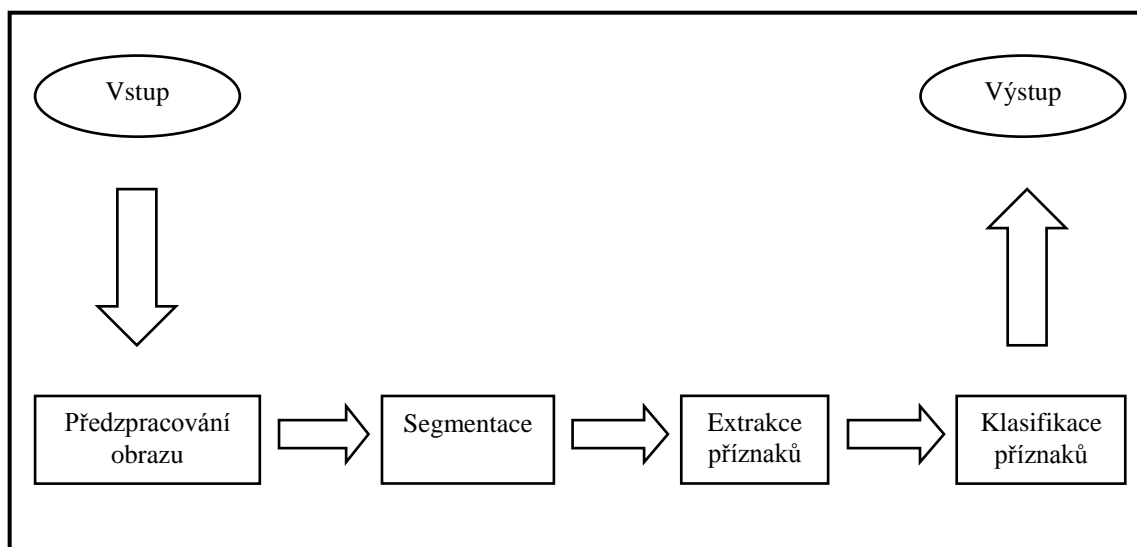 Vstup
Výstup
Předzpracování
obrazu
Segmentace
Extrakce
příznaků
Klasifikace
příznaků